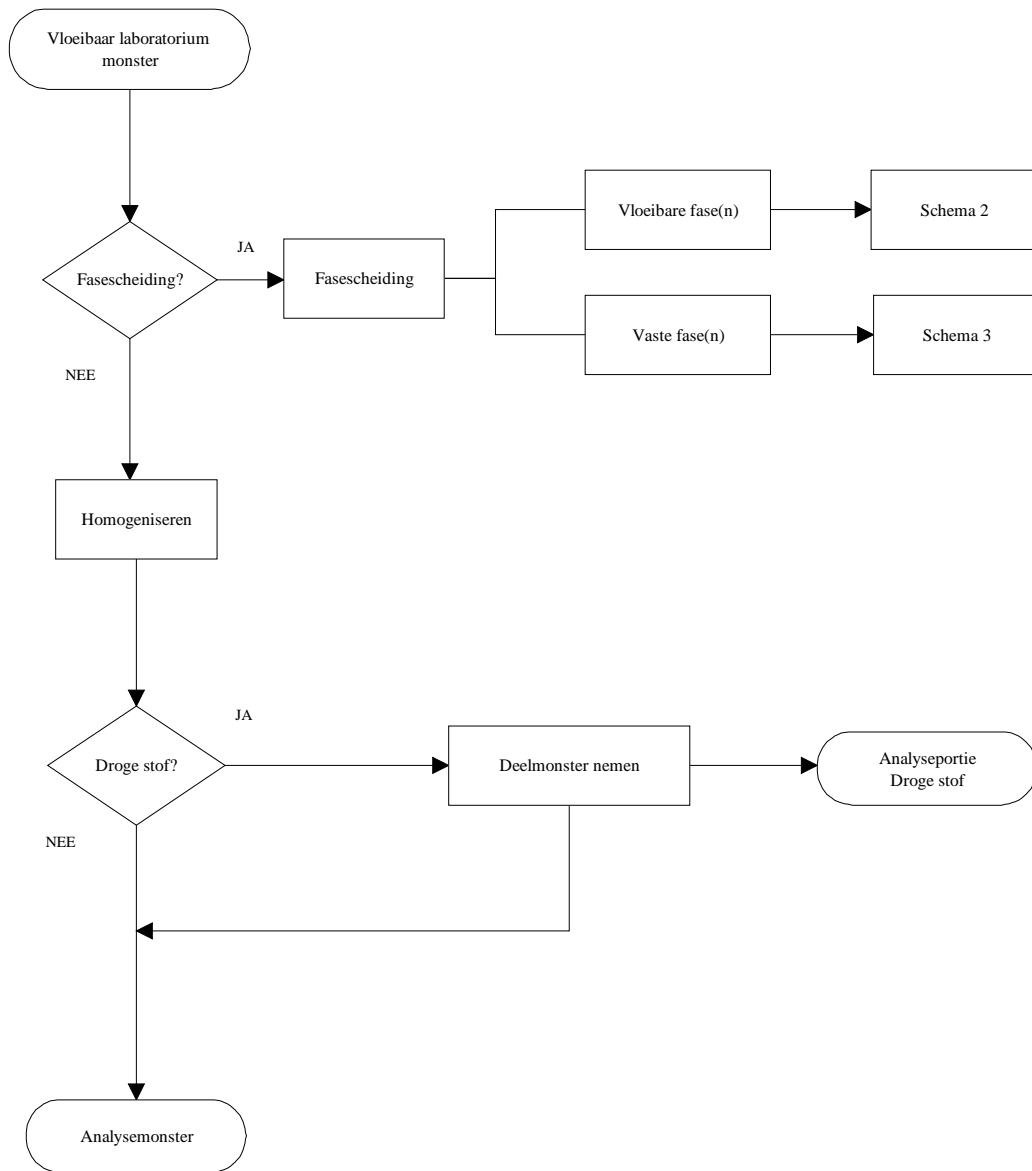 Vloeibaar laboratorium
monster
Vloeibare fase(n)
Schema 2
JA
Fasescheiding?
Fasescheiding
Vaste fase(n)
Schema 3
NEE
Homogeniseren
JA
Droge stof?
Deelmonster nemen
Analyseportie
Droge stof
NEE
Analysemonster